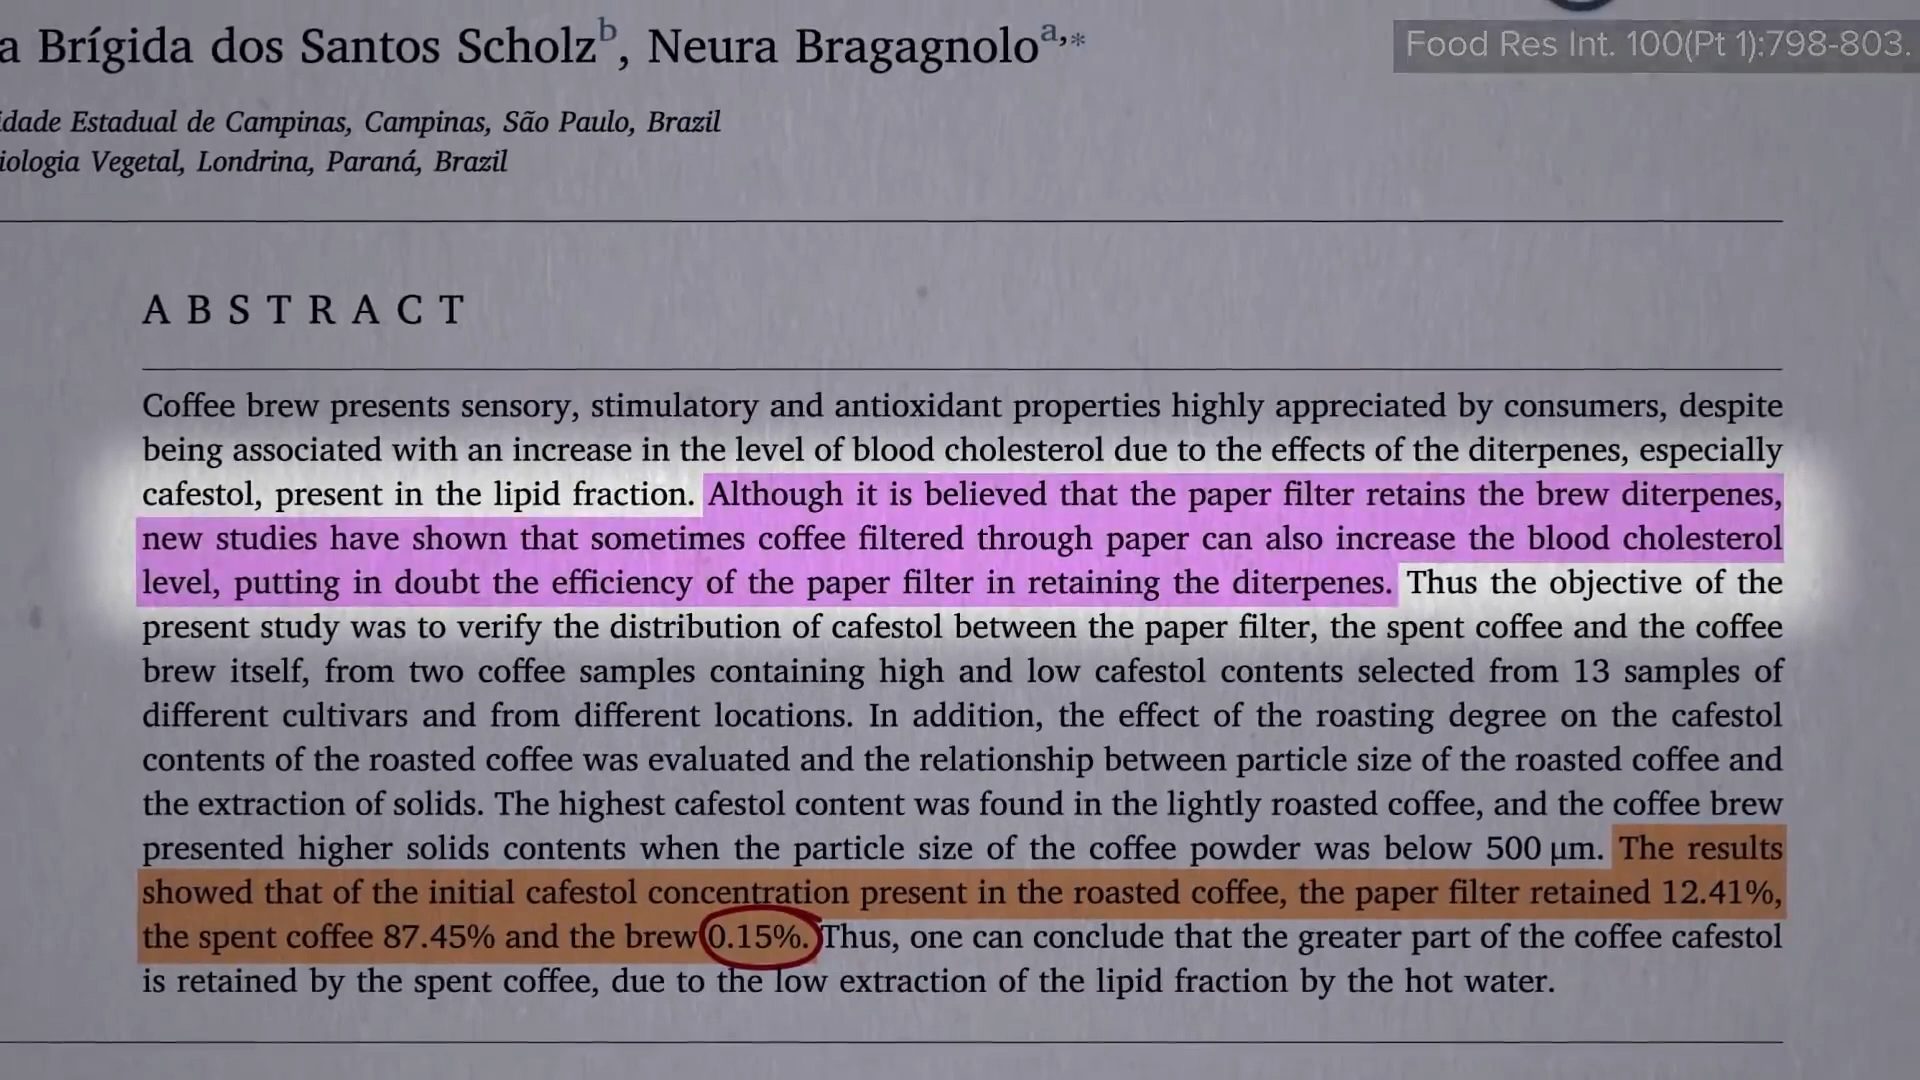 a Brígida dos Santos Scholzb, Neura Bragagnoloa,*
Food Res Int. 100(Pt 1):798-803.
idade Estadual de Campinas, Campinas, São Paulo, Brazil
iologia Vegetal, Londrina, Paraná, Brazil
ABSTRACT
Coffee brew presents sensory, stimulatory and antioxidant properties highly appreciated by consumers, despite
being associated with an increase in the level of blood cholesterol due to the effects of the diterpenes, especially
cafestol, present in the lipid fraction. Although it is believed that the paper filter retains the brew diterpenes,
new studies have shown that sometimes coffee filtered through paper can also increase the blood cholesterol
level, putting in doubt the efficiency of the paper filter in retaining the diterpenes. Thus the objective of the
present study was to verify the distribution of cafestol between the paper filter, the spent coffee and the coffee
brew itself, from two coffee samples containing high and low cafestol contents selected from 13 samples of
different cultivars and from different locations. In addition, the effect of the roasting degree on the cafestol
contents of the roasted coffee was evaluated and the relationship between particle size of the roasted coffee and
the extraction of solids. The highest cafestol content was found in the lightly roasted coffee, and the coffee brew
presented higher solids contents when the particle size of the coffee powder was below 500 μm. The results
showed that of the initial cafestol concentration present in the roasted coffee, the paper filter retained 12.41%,
the spent coffee 87.45% and the brew 0.15%. Thus, one can conclude that the greater part of the coffee cafestol
is retained by the spent coffee, due to the low extraction of the lipid fraction by the hot water.